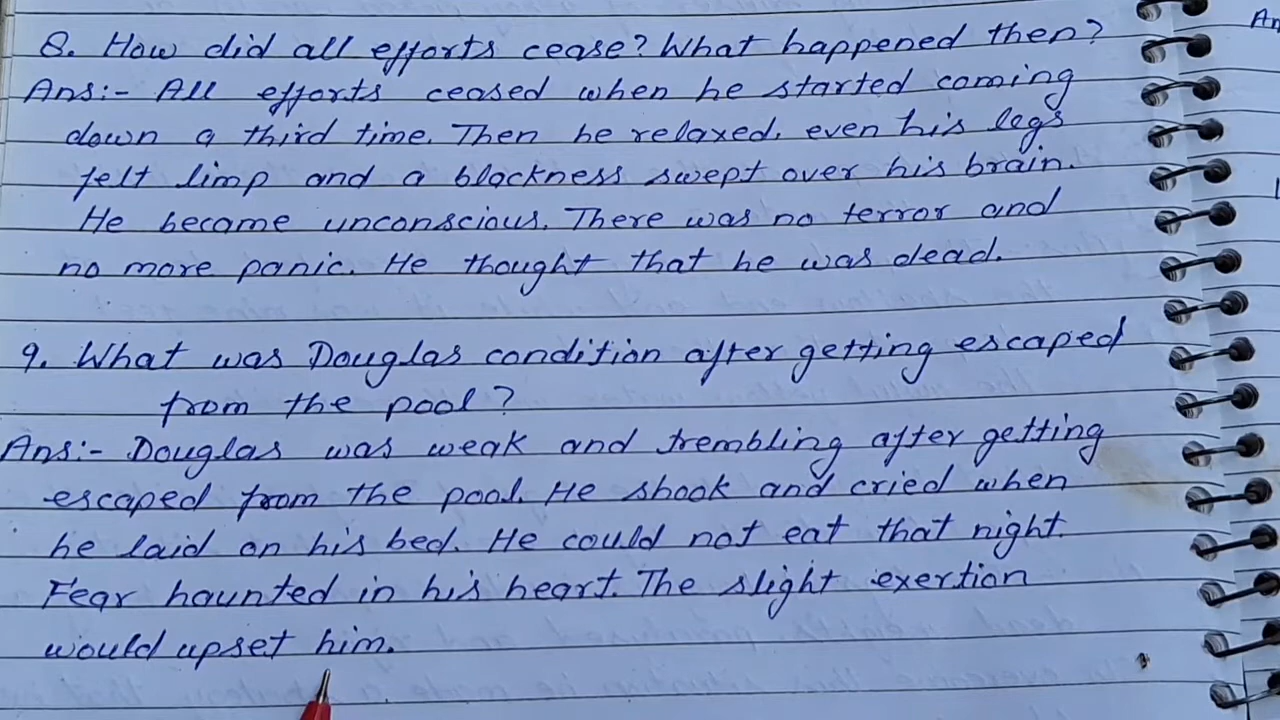 8. How did all efforts cease? What happened then?
Ans:- All efforts ceased when he started coming
down a third time. Then he relaxed, even his legs
felt limp and a blackness swept over his brain.
He became unconscious. There was no terror and
no more panic. He thought that he was dead.
9. What was Douglas condition after getting escaped
from the pool?
Ans:- Douglas was weak and trembling after getting
escaped from the pool. He shook and cried when
he laid on his bed. He could not eat that night.
Fear haunted in his heart. The slight exertion
would upset him.
An